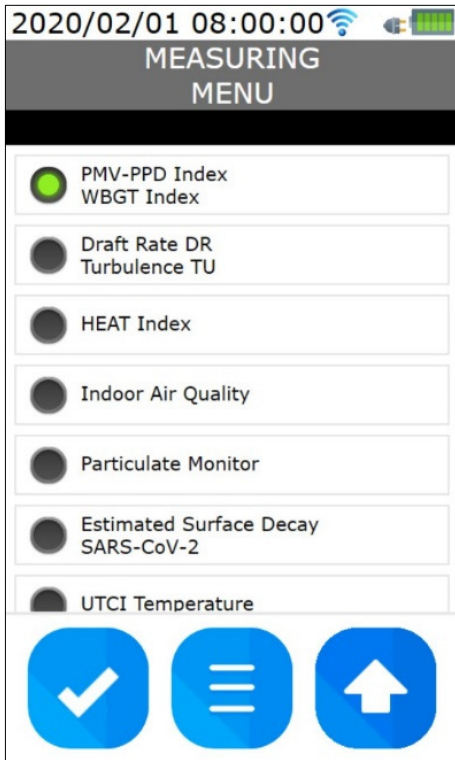 2020/02/01 08:00:00
MEASURING
MENU
PMV-PPD Index
WBGT Index
Draft Rate DR
Turbulence TU
HEAT Index
Indoor Air Quality
Particulate Monitor
Estimated Surface Decay
SARS-CoV-2
UTCI Temperature